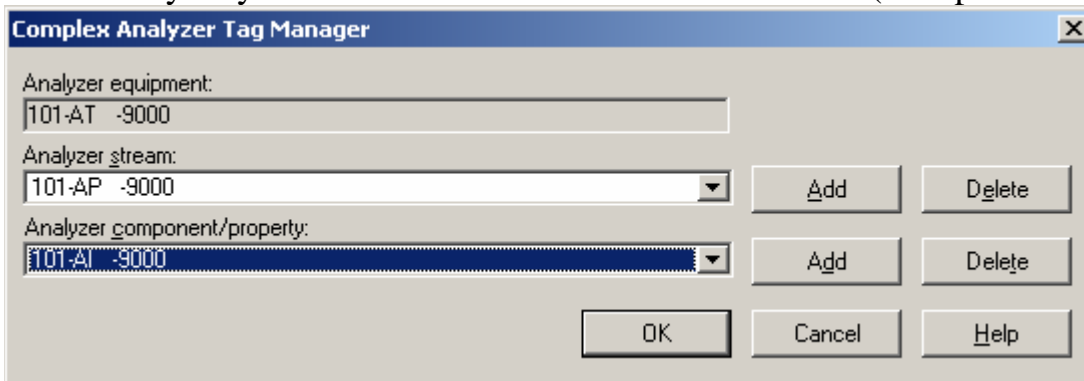 Complex Analyzer Tag Manager
Analyzer equipment:
101-AT -9000
Analyzer stream:
101-AP -9000
Add
Delete
Analyzer component/property:
101-AI -9000
Add
Delete
OK
Cancel
Help